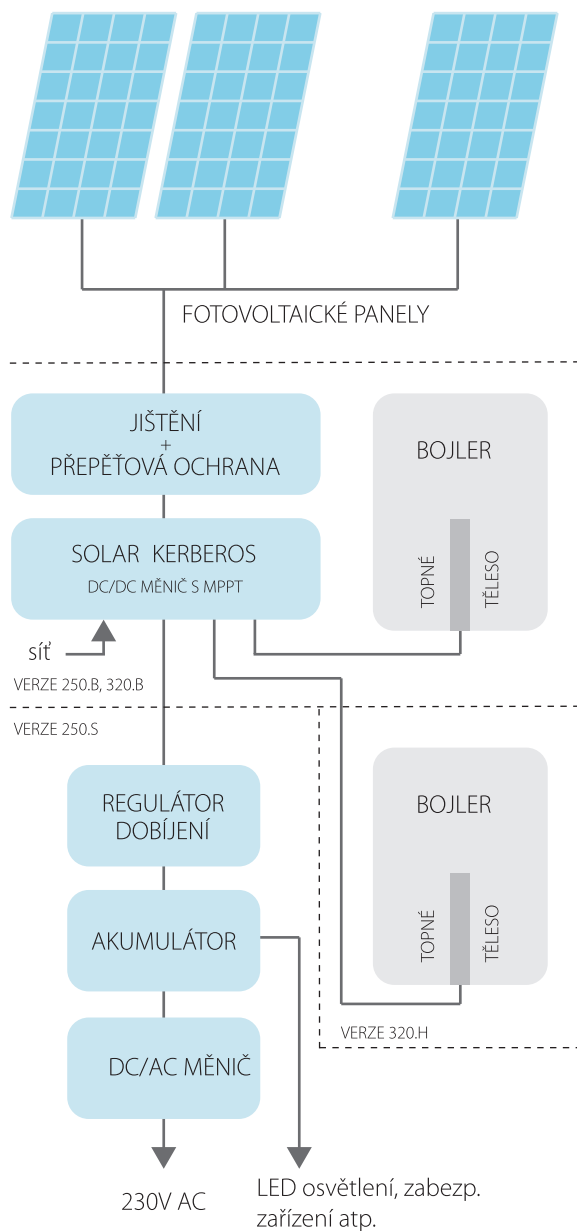 FOTOVOLTAICKÉ PANELY
JIŠTĚNÍ
+
PŘEPĚŤOVÁ OCHRANA
BOJLER
TOPNÉ
TĚLESO
SOLAR KERBEROS
DC/DC MĚNIČ S MPPT
síť
VERZE 250.B, 320.B
VERZE 250.S
REGULÁTOR
DOBÍJENÍ
BOJLER
TOPNÉ
TĚLESO
AKUMULÁTOR
VERZE 320.H
DC/AC MĚNIČ
230V AC
LED osvětlení, zabezp.
zařízení atp.